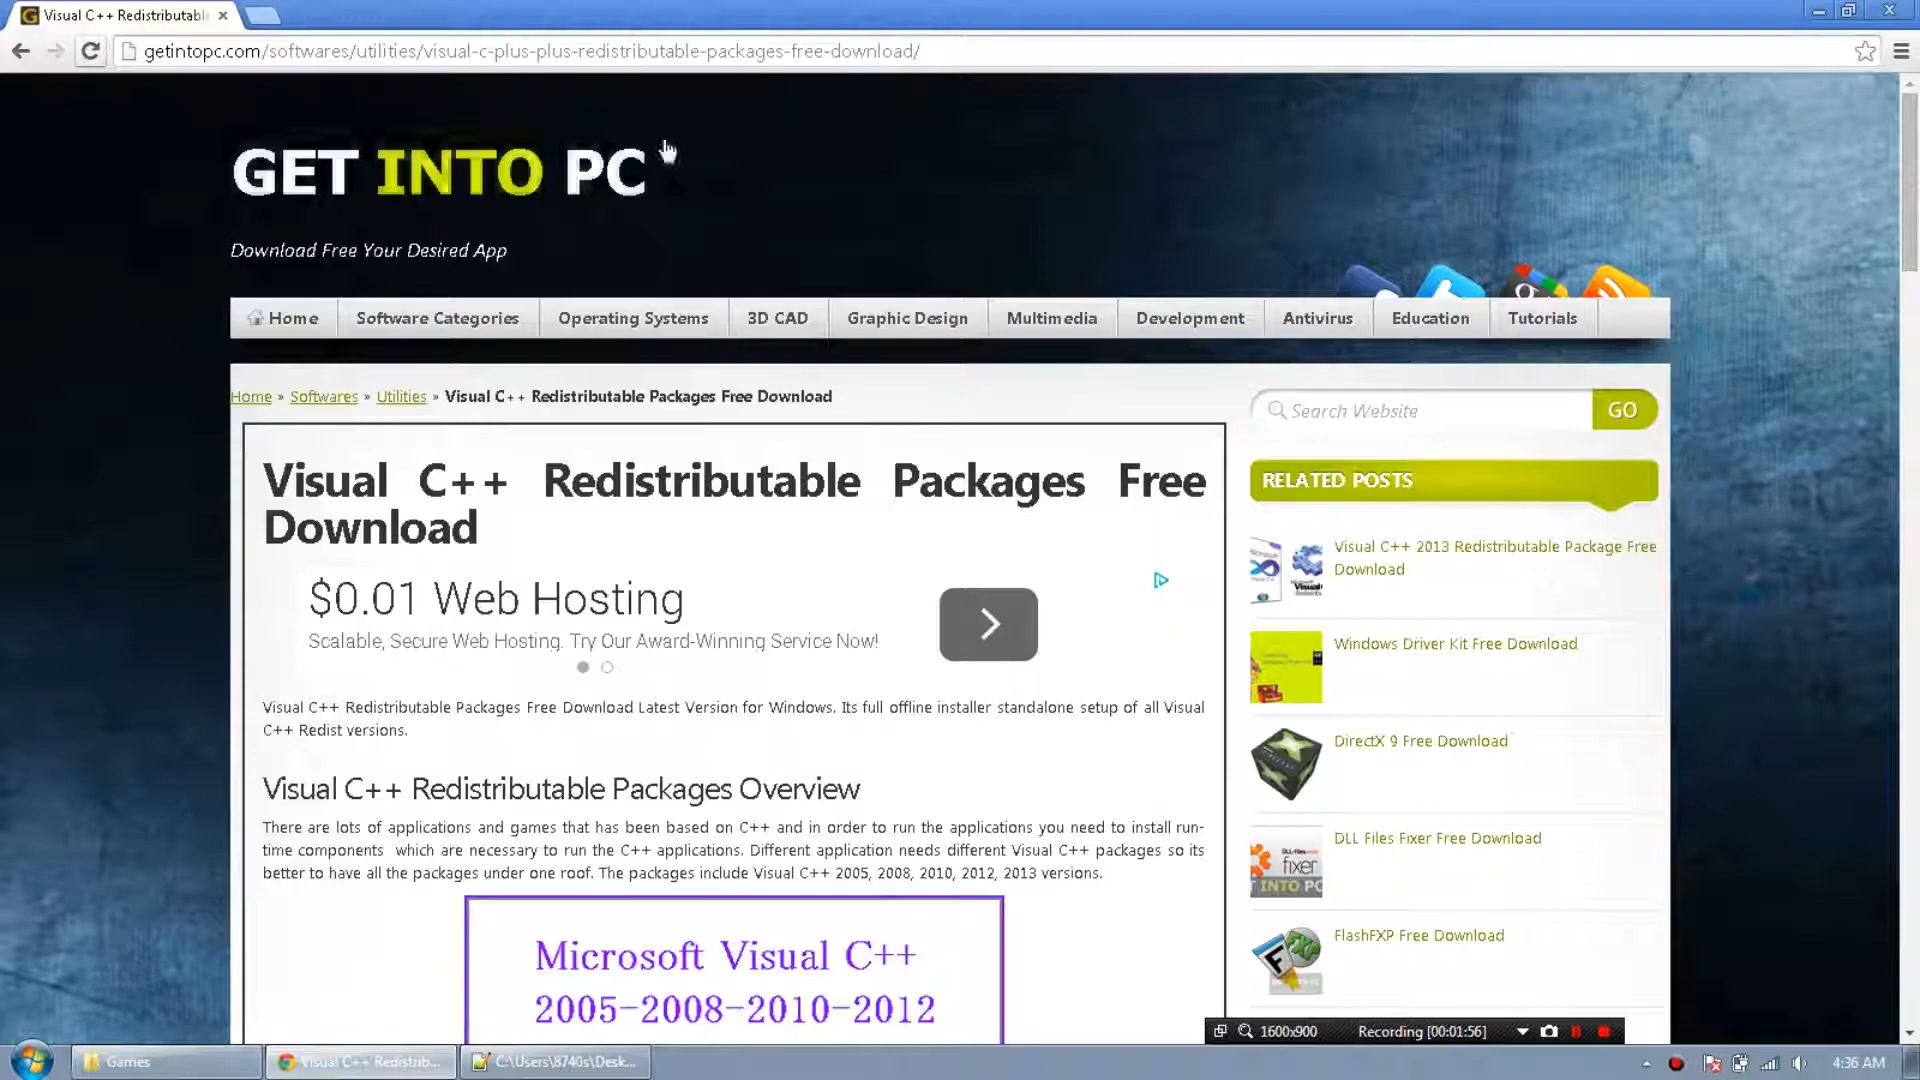 Visual C++ Redistributabl
getintopc.com/softwares/utilities/visual-c-plus-plus-redistributable-packages-free-download/
GET INTO PC
Download Free Your Desired App
Home Software Categories Operating Systems 3D CAD Graphic Design Multimedia Development Antivirus Education Tutorials
Home » Softwares » Utilities » Visual C++ Redistributable Packages Free Download
Search Website GO
Visual C++ Redistributable Packages Free
Download
$0.01 Web Hosting
Scalable, Secure Web Hosting. Try Our Award-Winning Service Now!
Visual C++ Redistributable Packages Free Download Latest Version for Windows. Its full offline installer standalone setup of all Visual
C++ Redist versions.
Visual C++ Redistributable Packages Overview
There are lots of applications and games that has been based on C++ and in order to run the applications you need to install run-
time components which are necessary to run the C++ applications. Different application needs different Visual C++ packages so its
better to have all the packages under one roof. The packages include Visual C++ 2005, 2008, 2010, 2012, 2013 versions.
Microsoft Visual C++
2005-2008-2010-2012
RELATED POSTS
Visual C++ 2013 Redistributable Package Free
Download
Windows Driver Kit Free Download
DirectX 9 Free Download
DLL Files Fixer Free Download
fixer
FlashFXP Free Download
1600x900 Recording [00:01:56]
Games Visual C++ Redistrib... C:\Users\8740s\Desk... 4:36 AM